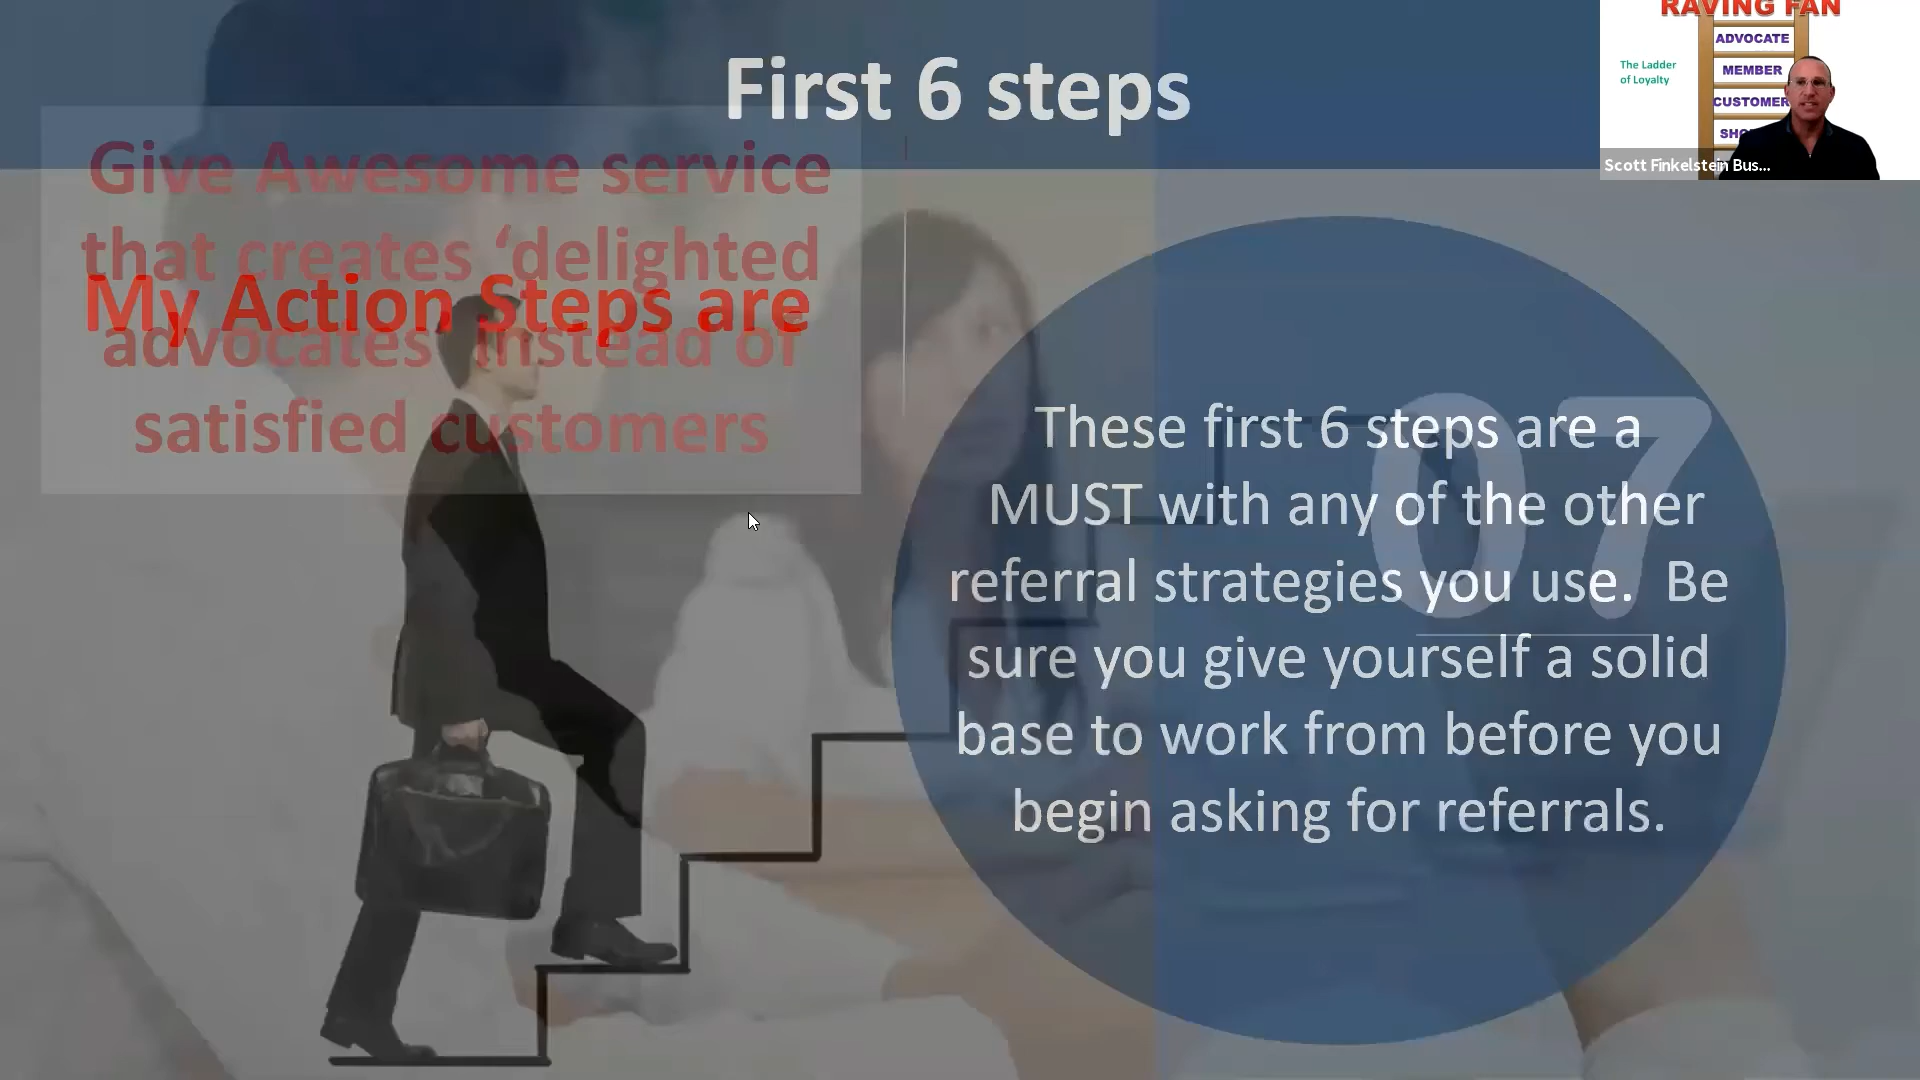 First 6 steps
Give Awesome service
that creates ‘delighted
My Action Steps are
advocates’ instead of
satisfied customers
These first 6 steps are a
MUST with any of the other
referral strategies you use.  Be
sure you give yourself a solid
base to work from before you
begin asking for referrals.
07
RAVING FAN
ADVOCATE
MEMBER
CUSTOMER
SHO
The Ladder
of Loyalty
Scott Finkelstein Bus...